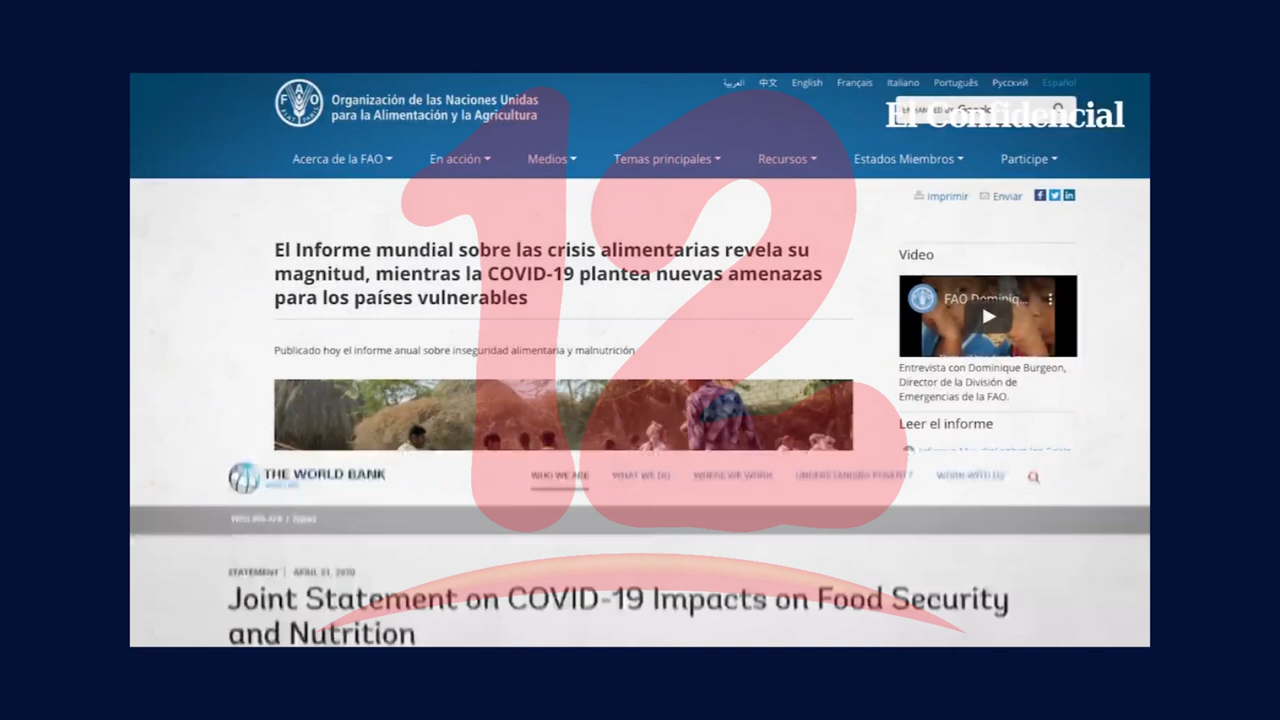 العربية 中文 English Français Italiano Português Русский Español
FAO
FIAT PANIS
Organización de las Naciones Unidas
para la Alimentación y la Agricultura
El Confidencial
Acerca de la FAO En acción Medios Temas principales Recursos Estados Miembros Participe
Imprimir Enviar
12
El Informe mundial sobre las crisis alimentarias revela su
magnitud, mientras la COVID-19 plantea nuevas amenazas
para los países vulnerables
Publicado hoy el informe anual sobre inseguridad alimentaria y malnutrición
Video
FAO Dominiq...
Entrevista con Dominique Burgeon,
Director de la División de
Emergencias de la FAO.
Leer el informe
THE WORLD BANK
WHO WE ARE WHAT WE DO WHERE WE WORK UNDERSTANDING POVERTY WORK WITH US
STATEMENT APRIL 21, 2020
Joint Statement on COVID-19 Impacts on Food Security
and Nutrition